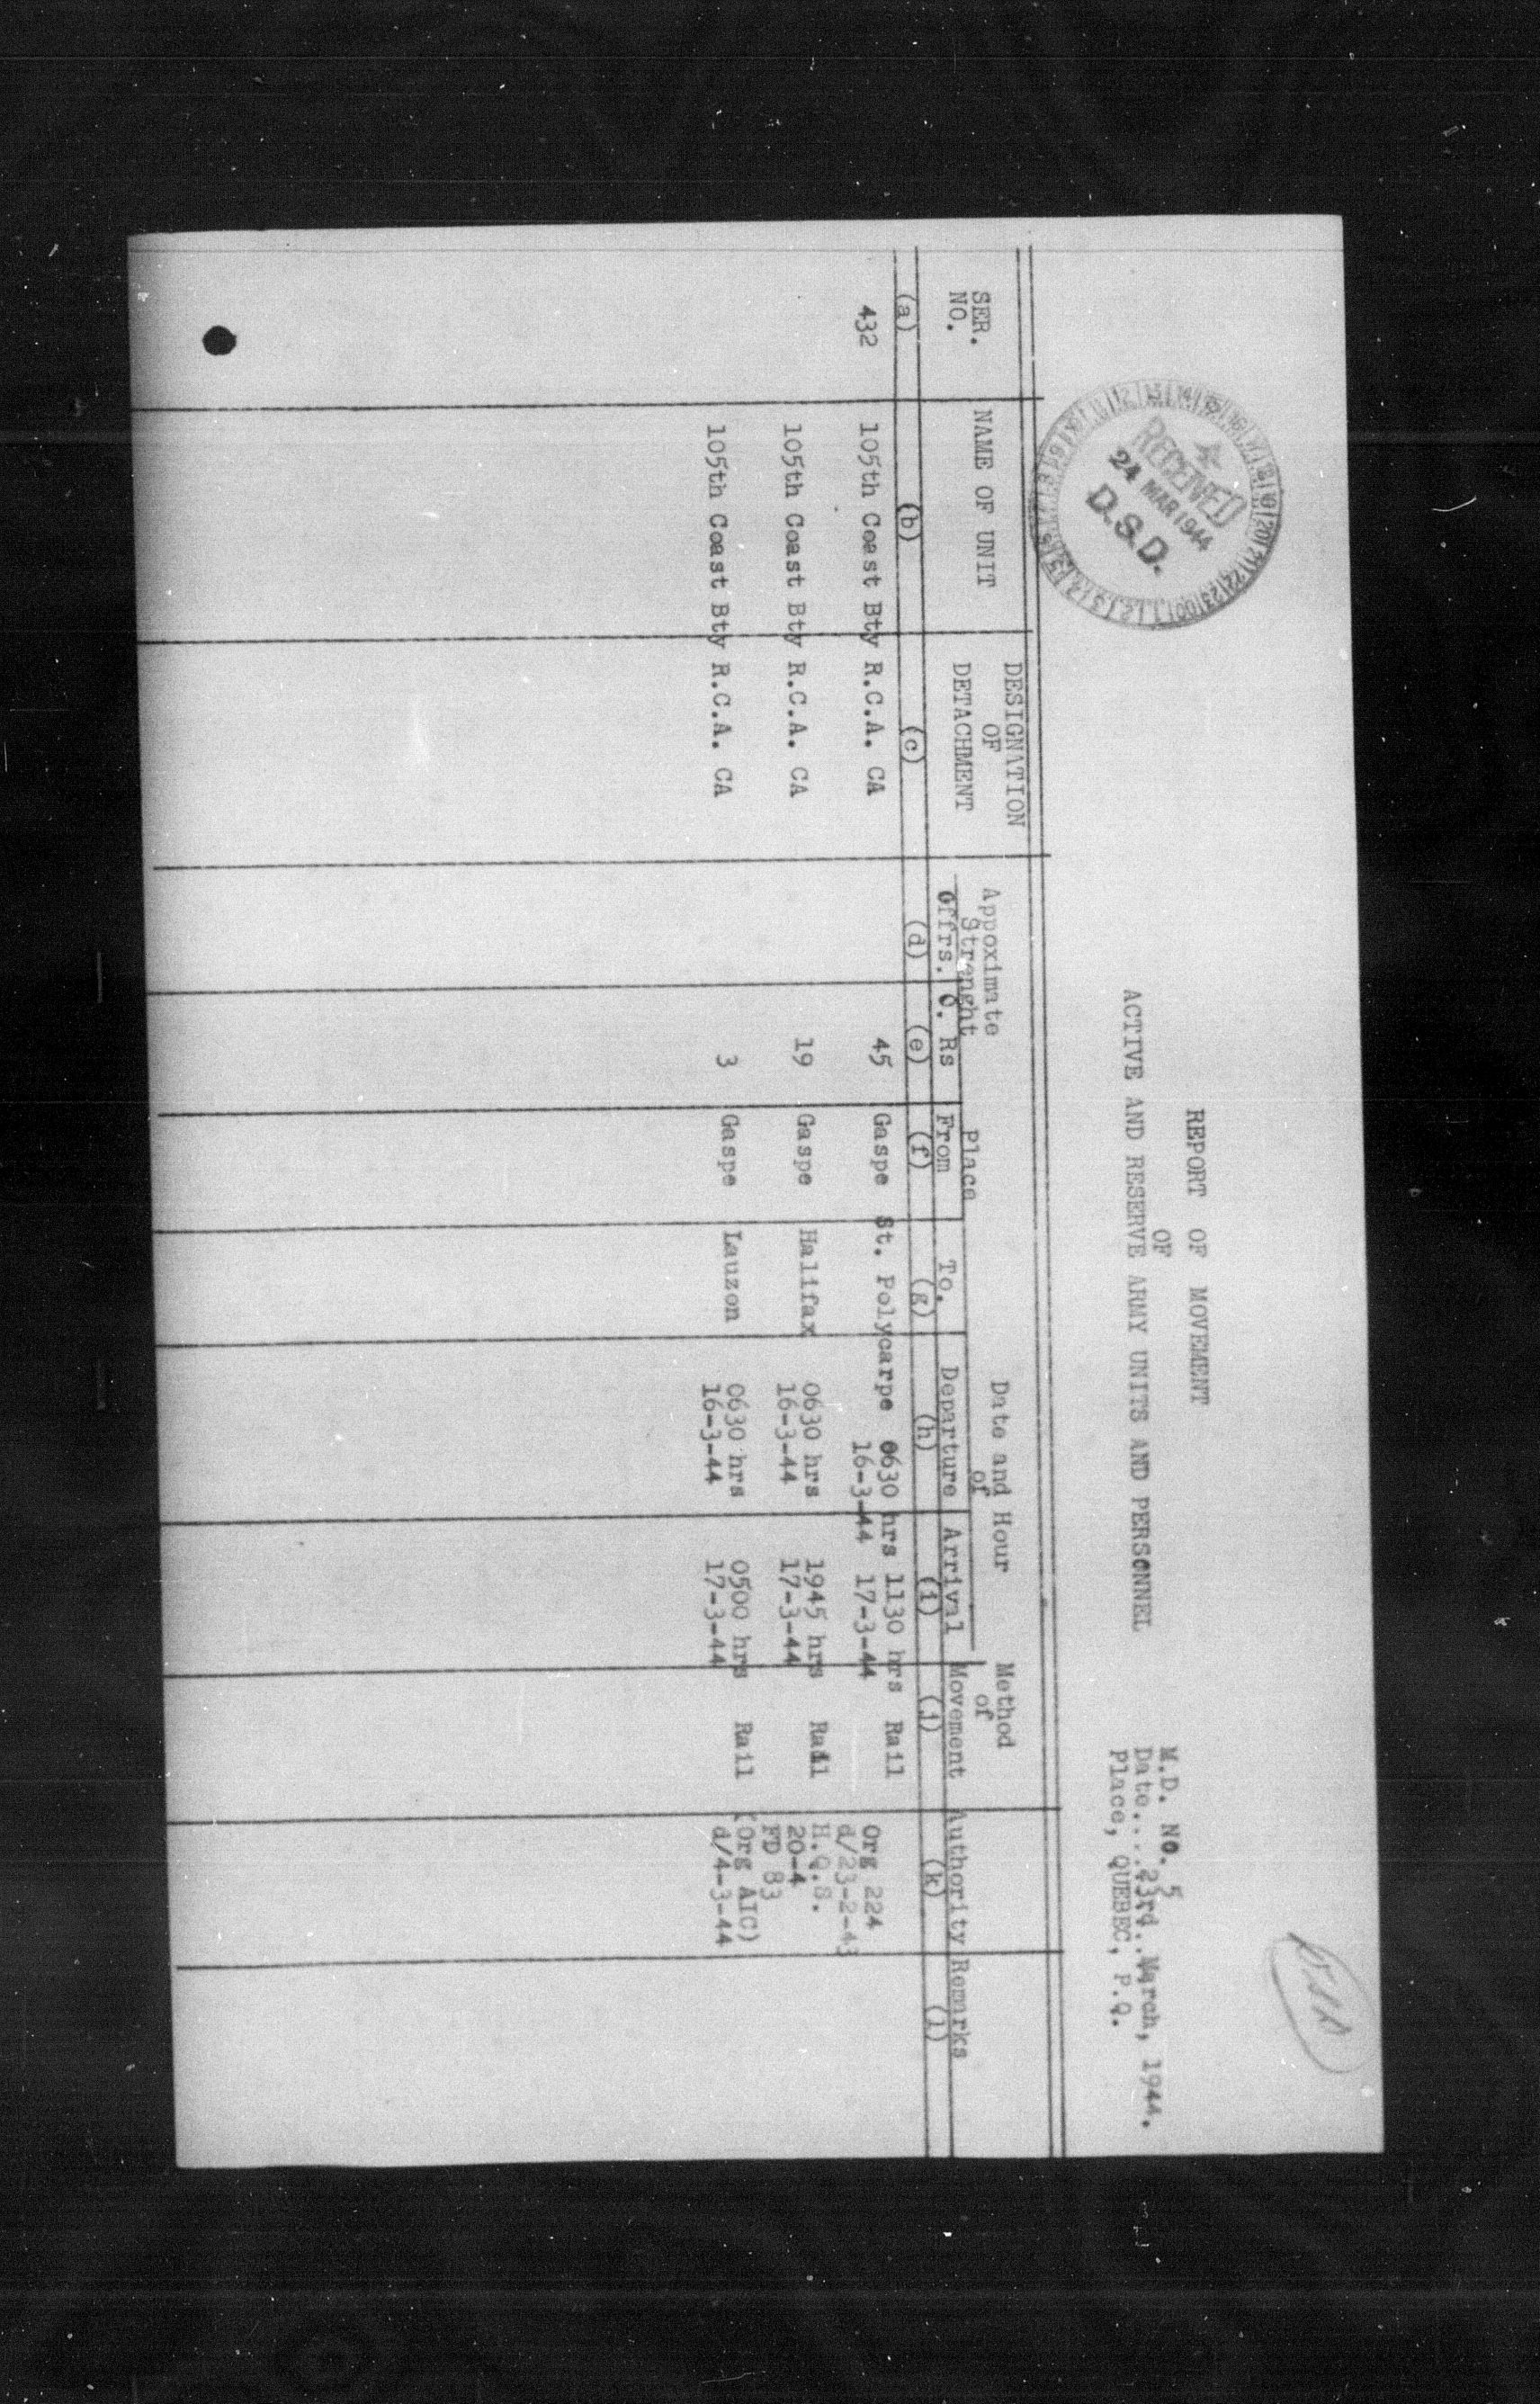 REPORT OF MOVEMENT
OF
ACTIVE AND RESERVE ARMY UNITS AND PERSONNEL
M.D. NO. 5
Date....23rd..March, 1944.
Place, QUEBEC, P.Q.
RECEIVED
24 MAR 1944
D.S.D.
SER. NO. NAME OF UNIT DESIGNATION OF DETACHMENT Appoximate Strenght Place Date and Hour of Method of Movement Authority Remarks
Offrs. O. Rs From To. Departure Arrival
(a) (b) (c) (d) (e) (f) (g) (h) (i) (j) (k) (l)
432 105th Coast Bty R.C.A. CA 45 Gaspe St. Polycarpe 0630 hrs 1130 hrs Rail Org 224
16-3-44 17-3-44 d/23-2-43
105th Coast Bty R.C.A. CA 19 Gaspe Halifax 0630 hrs 1945 hrs Rail H.Q.S.
16-3-44 17-3-44 20-4
FD 83
105th Coast Bty R.C.A. CA 3 Gaspe Lauzon 0630 hrs 0500 hrs Rail (Org AIC)
16-3-44 17-3-44 d/4-3-44